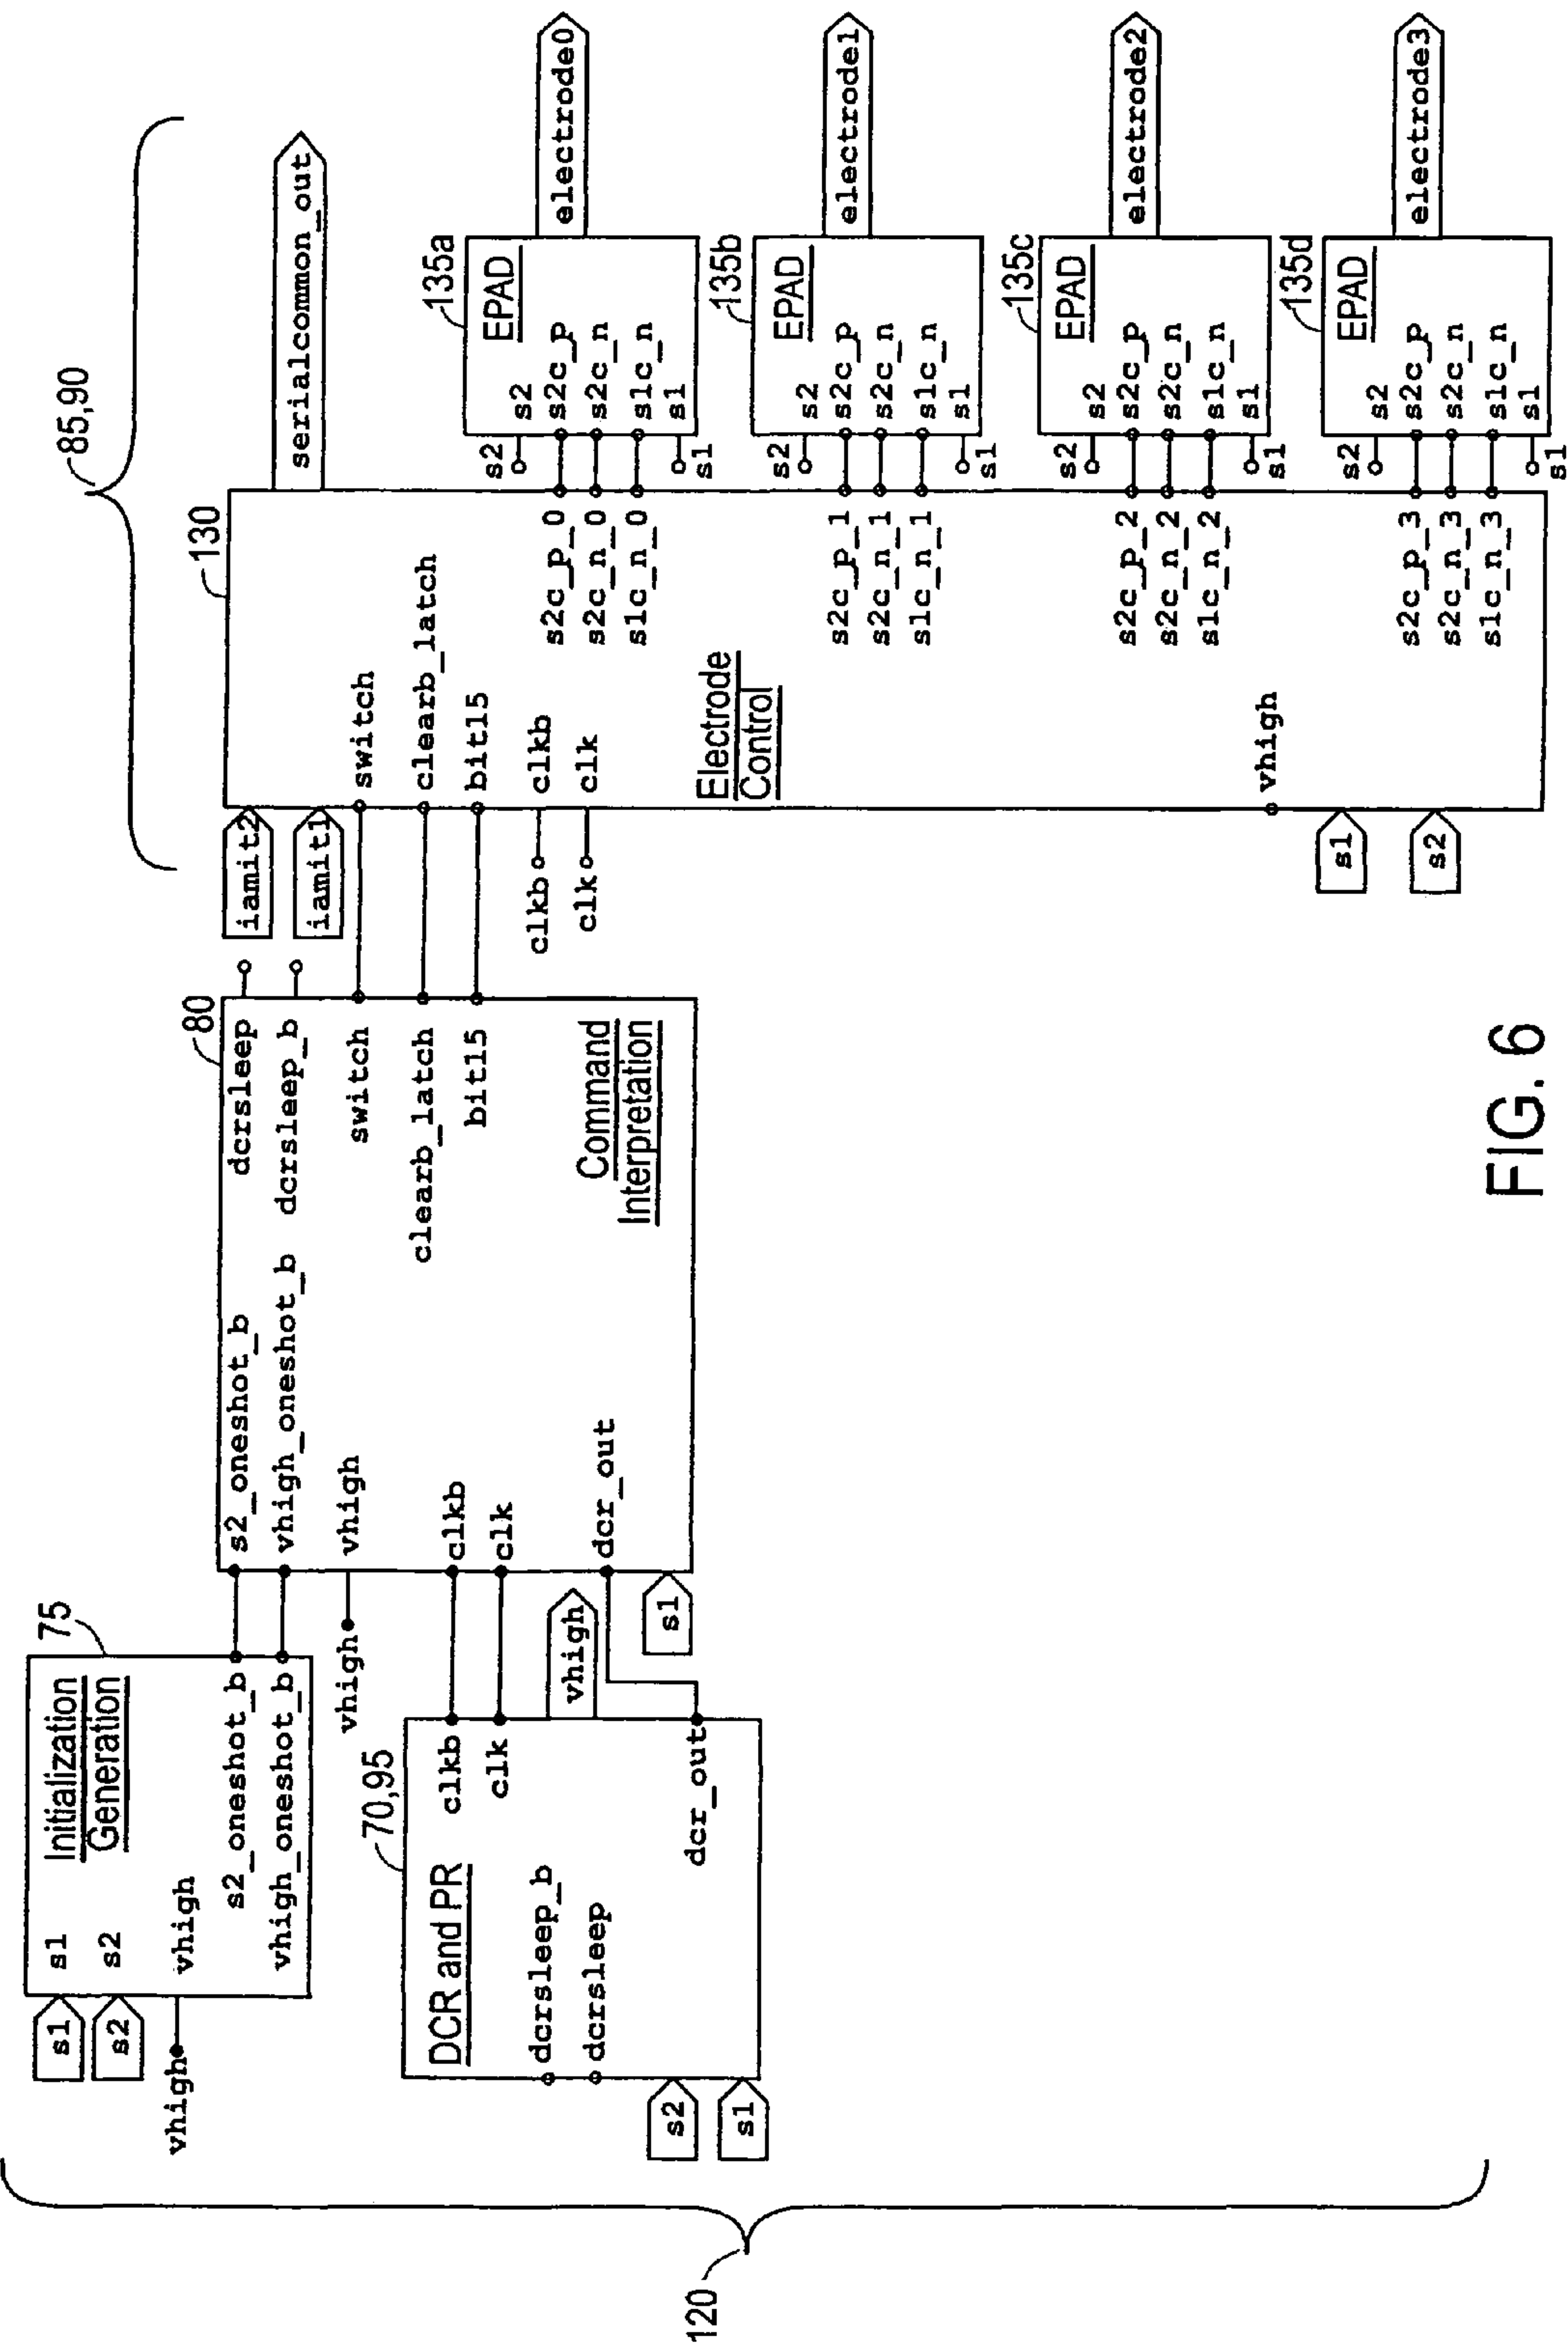 120
s1
s2
vhigh
s1
s2
vhigh
Initialization
Generation
s2_oneshot_b
vhigh_oneshot_b
75
s2
s1
DCR and PR
dcrsleep_b
dcrsleep
70,95
clkb
clk
vhigh
dcr_out
vhigh
s1
80
s2_oneshot_b
vhigh_oneshot_b
vhigh
clkb
clk
dcr_out
dcrsleep
dcrsleep_b
switch
clearb_latch
bit15
Command
Interpretation
85,90
iamit2
iamit1
clkb
clk
s1
s2
130
switch
clearb_latch
bit15
clkb
clk
Electrode
Control
vhigh
serialcommon_out
s2c_p_0
s2c_n_0
s1c_n_0
s2c_p_1
s2c_n_1
s1c_n_1
s2c_p_2
s2c_n_2
s1c_n_2
s2c_p_3
s2c_n_3
s1c_n_3
135a
EPAD
s2
s1
s2
s2c_p
s2c_n
s1c_n
s1
electrode0
135b
EPAD
s2
s1
s2
s2c_p
s2c_n
s1c_n
s1
electrode1
135c
EPAD
s2
s1
s2
s2c_p
s2c_n
s1c_n
s1
electrode2
135d
EPAD
s2
s1
s2
s2c_p
s2c_n
s1c_n
s1
electrode3
FIG. 6